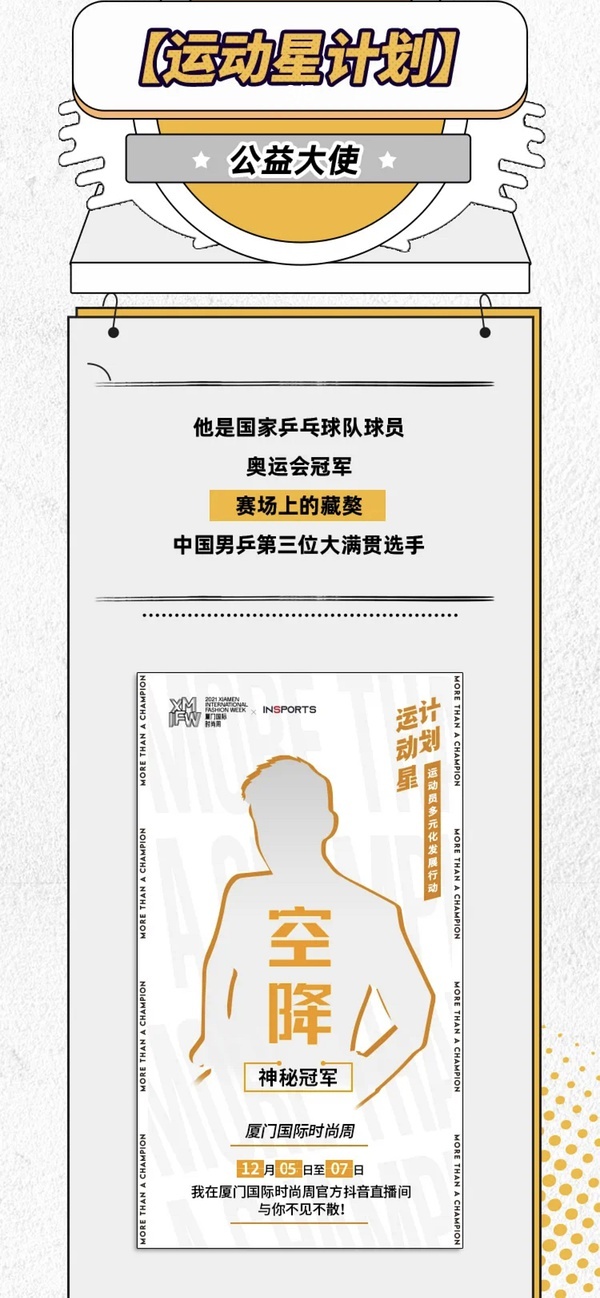 【运动星计划】
公益大使
他是国家乒乓球队球员
奥运会冠军
赛场上的藏獒
中国男乒第三位大满贯选手
XM
IFW
2021 XIAMEN
INTERNATIONAL
FASHION WEEK
厦门国际
时尚周
×
INSPORTS
运动星
计划
运动员多元化发展行动
MORE THAN A CHAMPION
MORE THAN A CHAMPION
MORE THAN A CHAMPION
MORE THAN A CHAMPION
MORE THAN A CHAMPION
MORE THAN A CHAMPION
MORE THAN A CHAMPION
MORE THAN A CHAMPION
空
降
神秘冠军
厦门国际时尚周
12月05日至07日
我在厦门国际时尚周官方抖音直播间
与你不见不散!